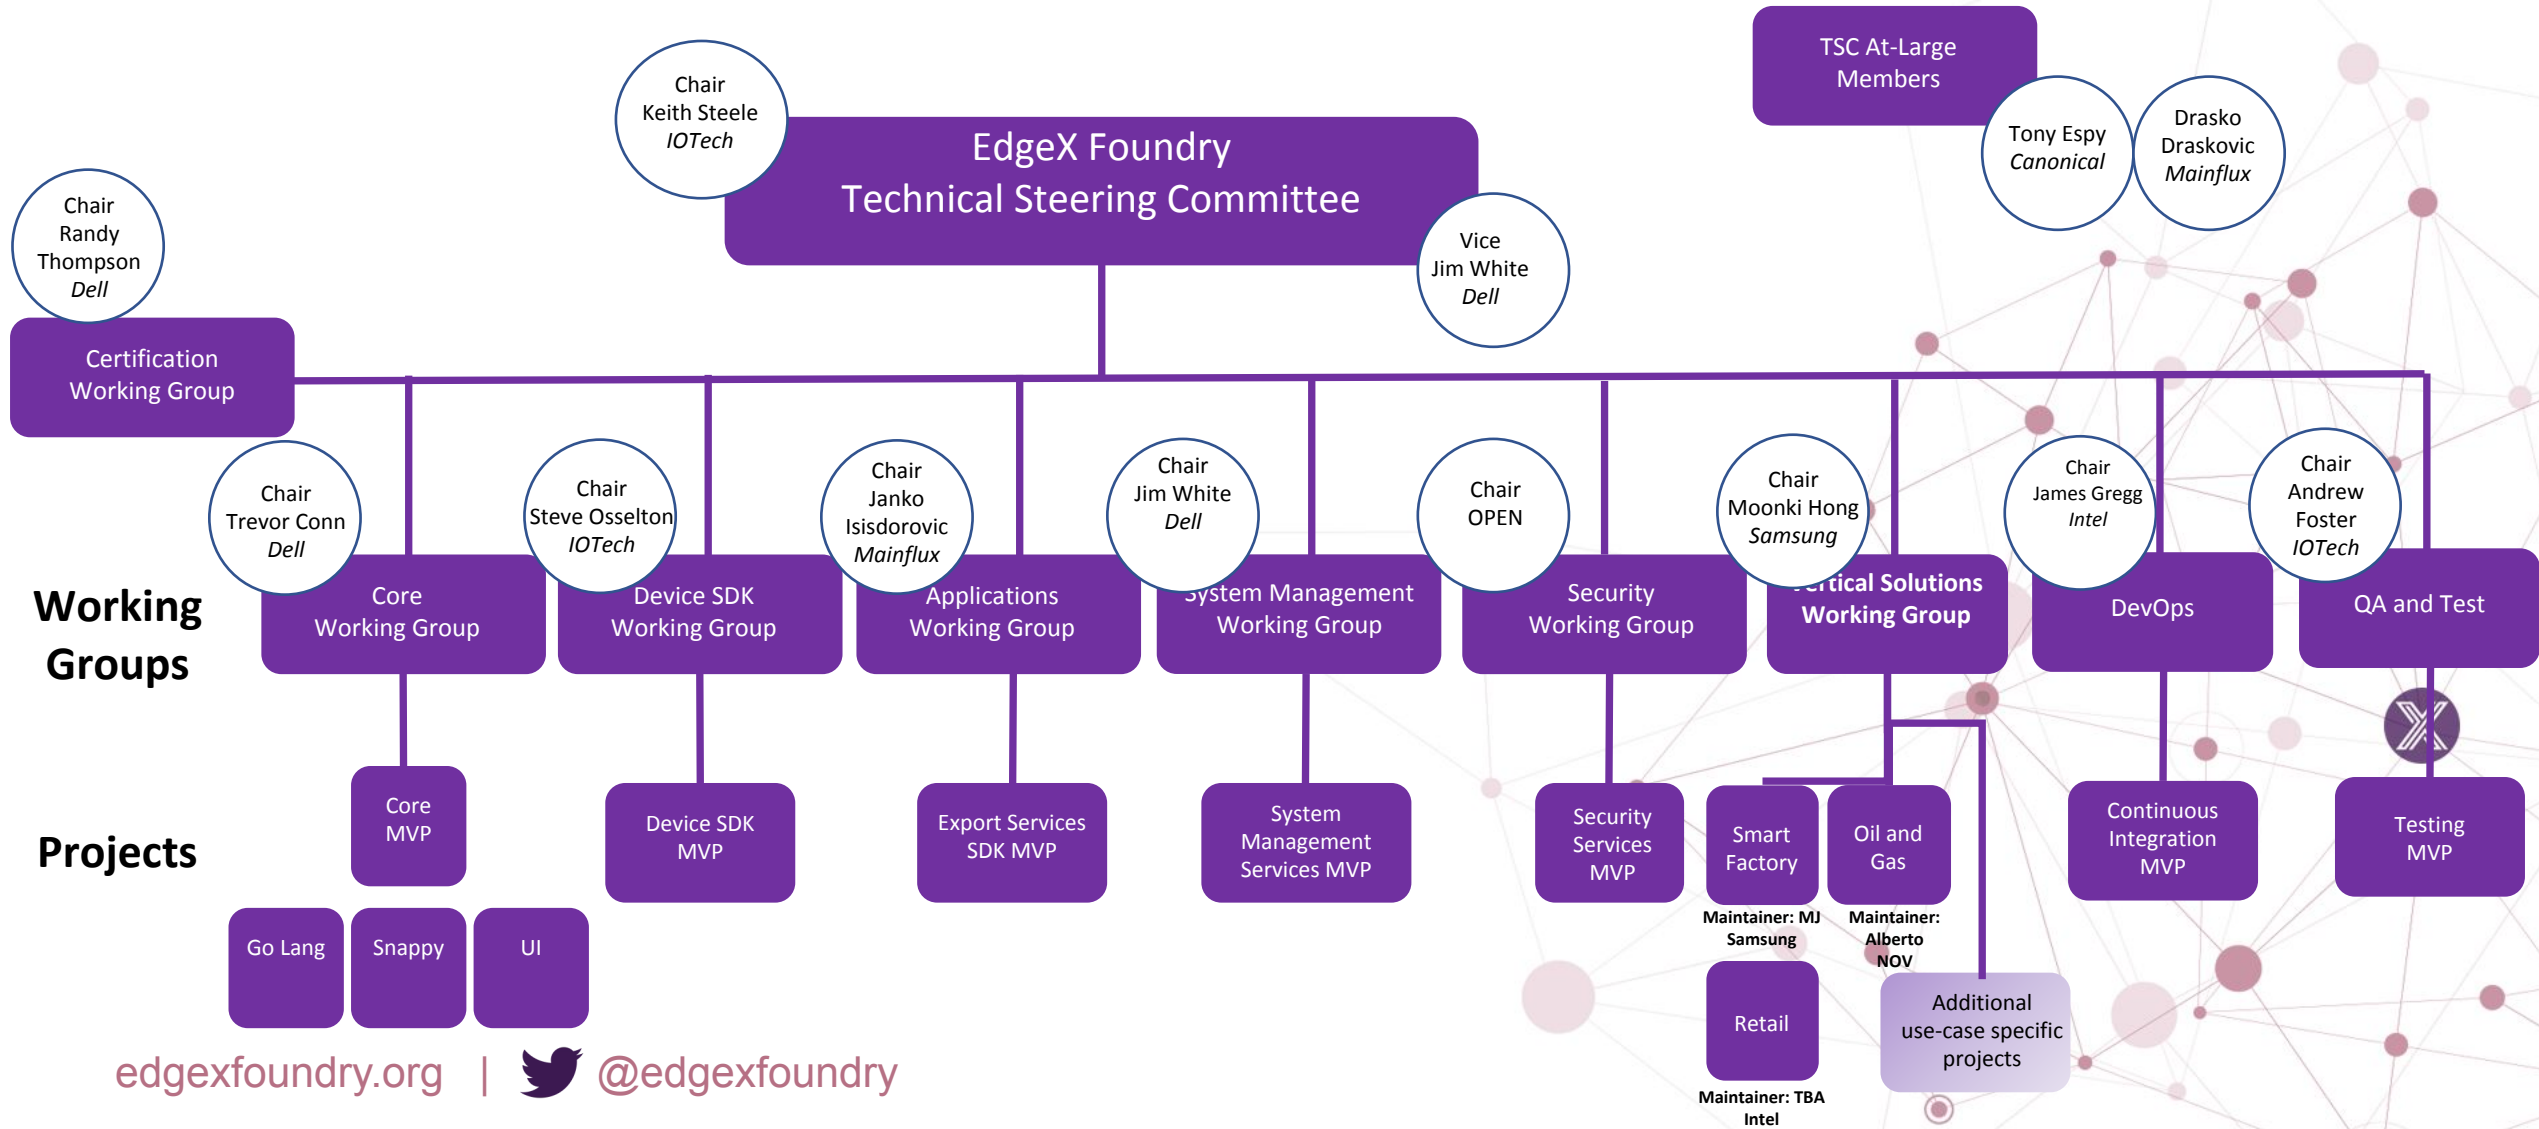 TSC At-Large
Members
Tony Espy
Canonical
Drasko
Draskovic
Mainflux
Chair
Keith Steele
IOTech
EdgeX Foundry
Technical Steering Committee
Vice
Jim White
Dell
Chair
Randy
Thompson
Dell
Certification
Working Group
Working
Groups
Chair
Trevor Conn
Dell
Core
Working Group
Chair
Steve Osselton
IOTech
Device SDK
Working Group
Chair
Janko
Isisdorovic
Mainflux
Applications
Working Group
Chair
Jim White
Dell
System Management
Working Group
Chair
OPEN
Security
Working Group
Chair
Moonki Hong
Samsung
Vertical Solutions
Working Group
Chair
James Gregg
Intel
DevOps
Chair
Andrew
Foster
IOTech
QA and Test
Projects
Core
MVP
Go Lang
Snappy
UI
Device SDK
MVP
Export Services
SDK MVP
System
Management
Services MVP
Security
Services
MVP
Smart
Factory
Maintainer: MJ
Samsung
Oil and
Gas
Maintainer:
Alberto
NOV
Retail
Maintainer: TBA
Intel
Additional
use-case specific
projects
Continuous
Integration
MVP
Testing
MVP
edgexfoundry.org | @edgexfoundry